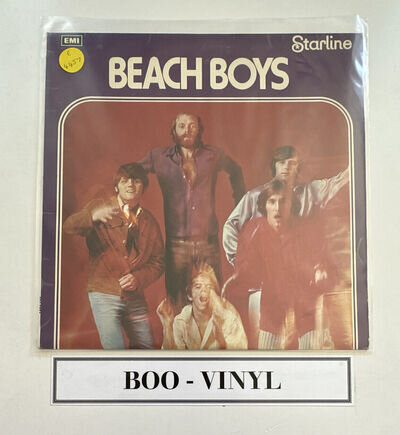 EMI
Starline
BEACH BOYS
BOO - VINYL